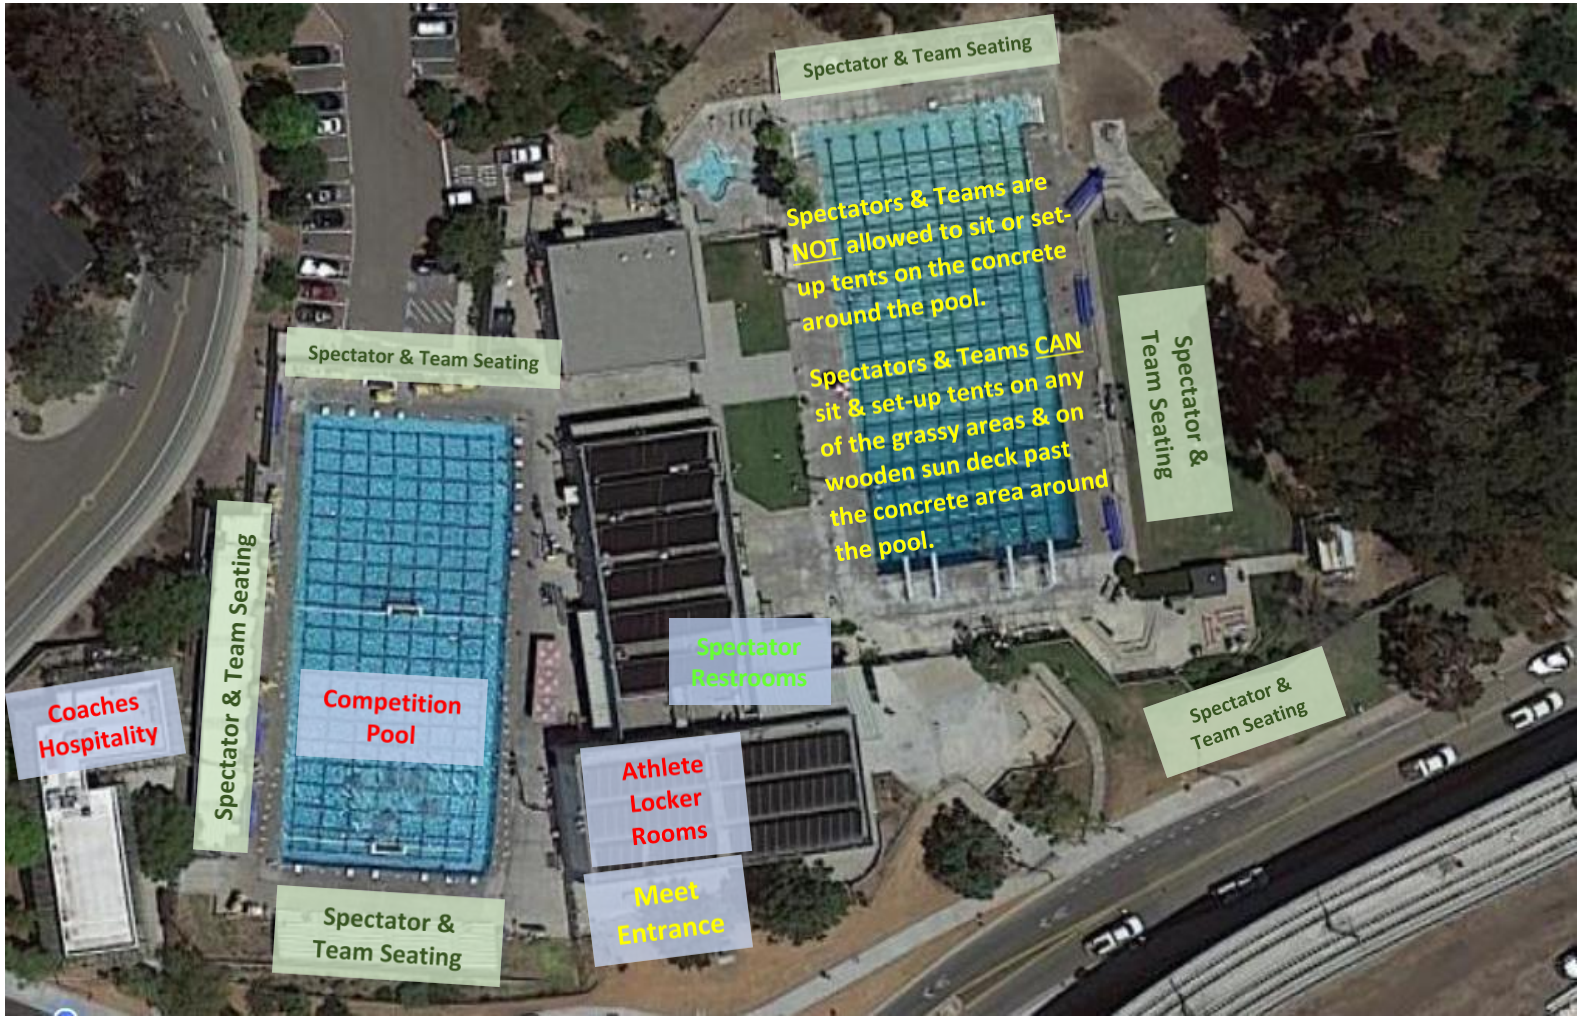 Spectator & Team Seating
Spectators & Teams are
NOT allowed to sit or set-
up tents on the concrete
around the pool.
Spectators & Teams CAN
sit & set-up tents on any
of the grassy areas & on
wooden sun deck past
the concrete area around
the pool.
Spectator &
Team Seating
Spectator & Team Seating
Spectator & Team Seating
Competition
Pool
Coaches
Hospitality
Spectator
Restrooms
Athlete
Locker
Rooms
Meet
Entrance
Spectator &
Team Seating
Spectator &
Team Seating